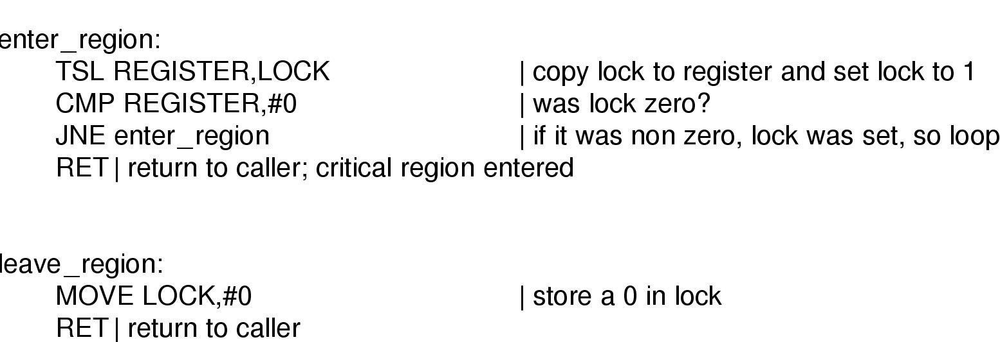 enter_region:
TSL REGISTER,LOCK | copy lock to register and set lock to 1
CMP REGISTER,#0 | was lock zero?
JNE enter_region | if it was non zero, lock was set, so loop
RET | return to caller; critical region entered
leave_region:
MOVE LOCK,#0 | store a 0 in lock
RET | return to caller